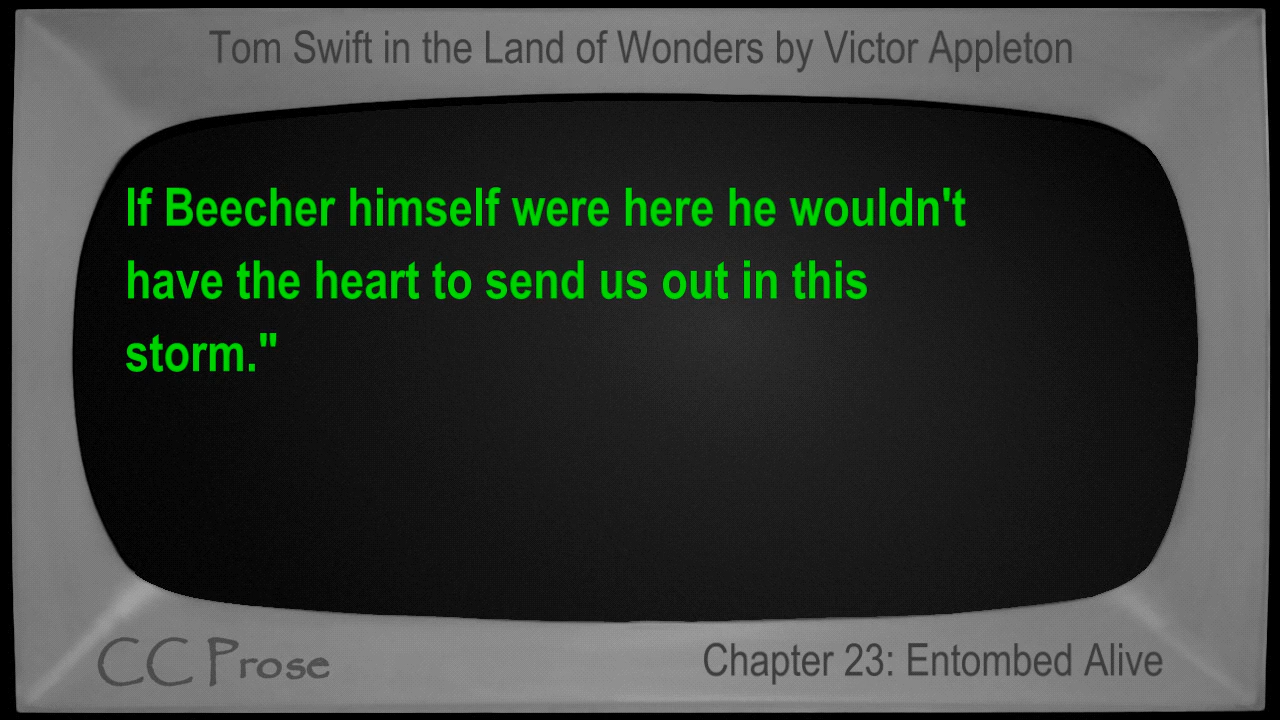 Tom Swift in the Land of Wonders by Victor Appleton
If Beecher himself were here he wouldn't
have the heart to send us out in this
storm."
CC Prose
Chapter 23: Entombed Alive